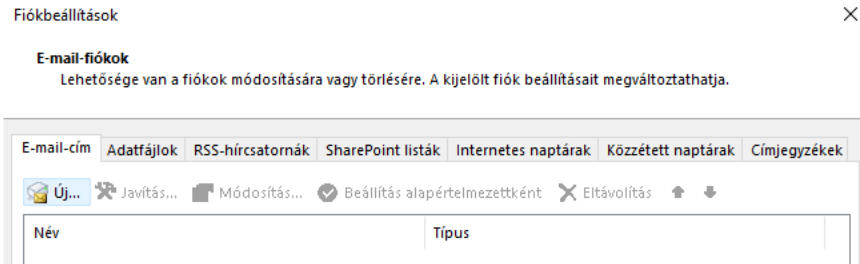 Fiókbeállítások
E-mail-fiókok
Lehetősége van a fiókok módosítására vagy törlésére. A kijelölt fiók beállításait megváltoztathatja.
E-mail-cím Adatfájlok RSS-hírcsatornák SharePoint listák Internetes naptárak Közzétett naptárak Címjegyzékek
Új... Javítás... Módosítás... Beállítás alapértelmezettként Eltávolítás
Név Típus